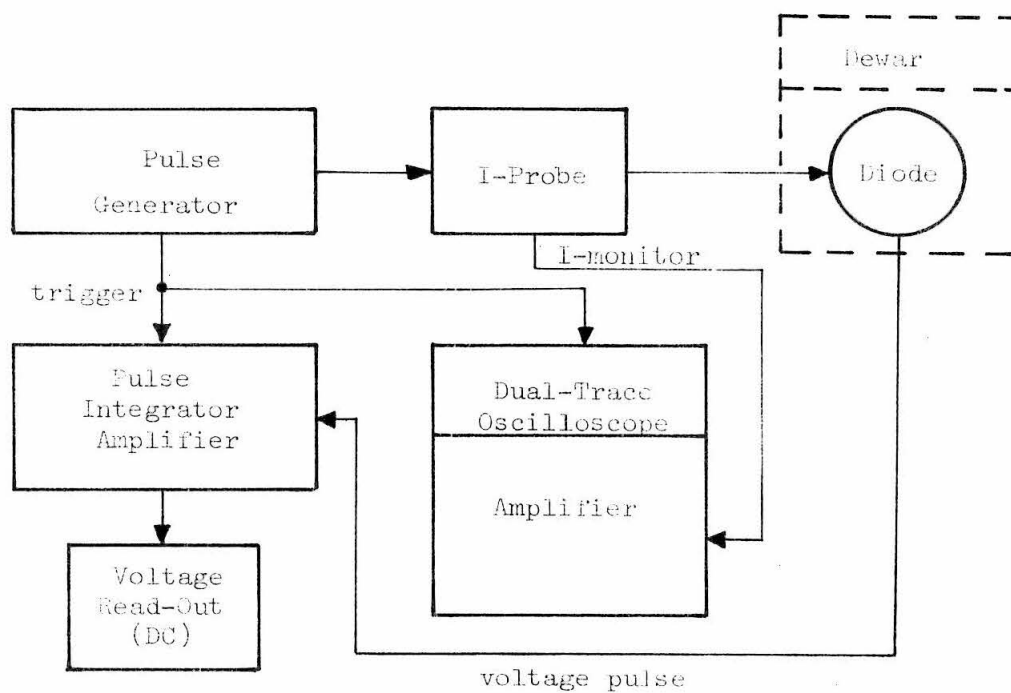 Dewar
Pulse
Generator
I-Probe
Diode
I-monitor
trigger
Pulse
Integrator
Amplifier
Dual-Trace
Oscilloscope
Amplifier
Voltage
Read-Out
(DC)
voltage pulse